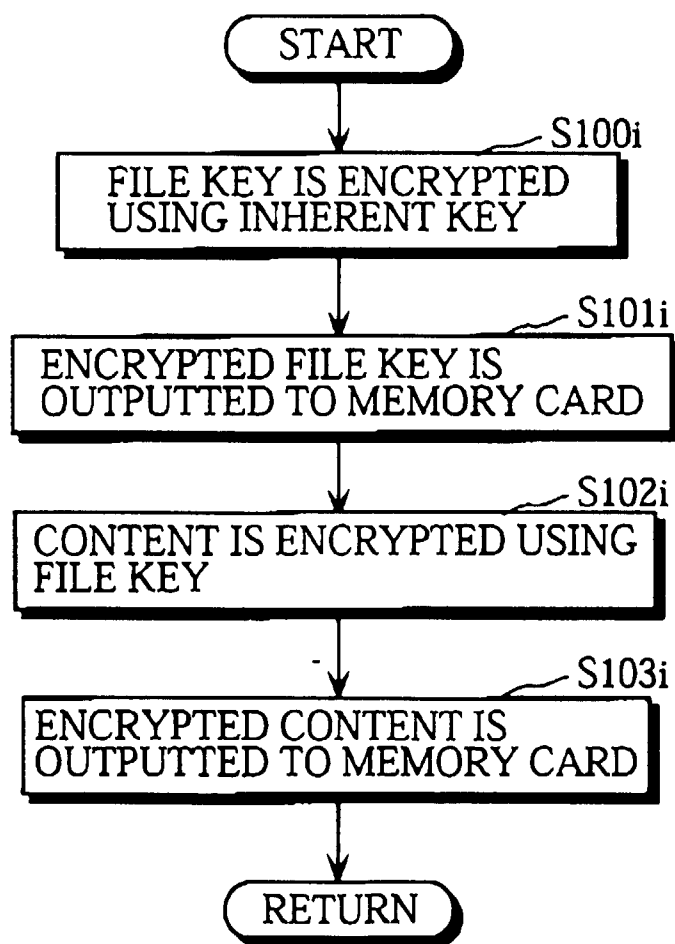 START
S100i
FILE KEY IS ENCRYPTED
USING INHERENT KEY
S101i
ENCRYPTED FILE KEY IS
OUTPUTTED TO MEMORY CARD
S102i
CONTENT IS ENCRYPTED USING
FILE KEY
S103i
ENCRYPTED CONTENT IS
OUTPUTTED TO MEMORY CARD
RETURN